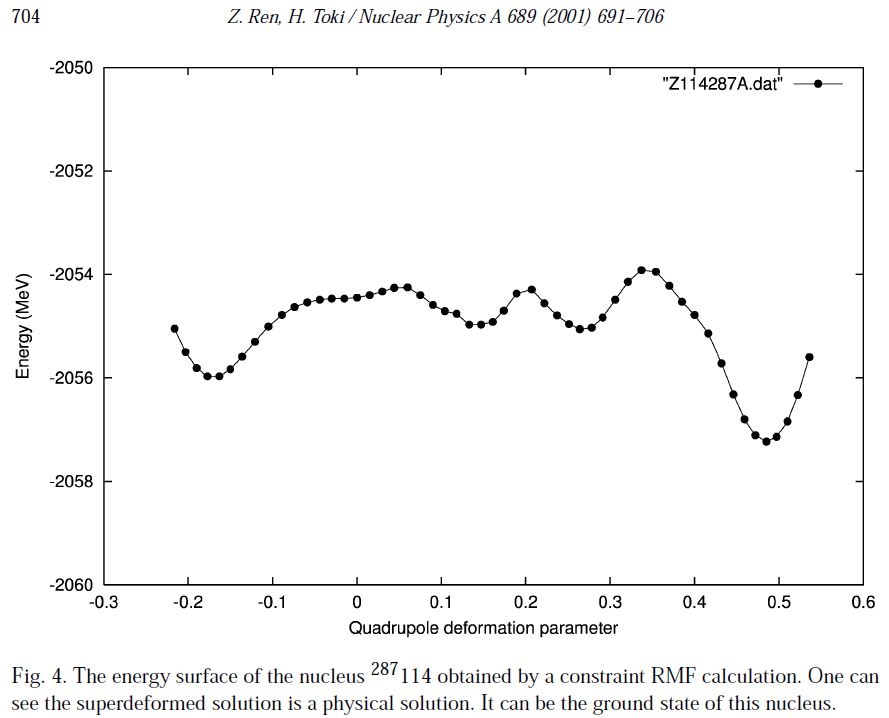 704 Z. Ren, H. Toki / Nuclear Physics A 689 (2001) 691–706
-2050
"Z114287A.dat"
-2052
-2054
Energy (MeV)
-2056
-2058
-2060
-0.3 -0.2 -0.1 0 0.1 0.2 0.3 0.4 0.5 0.6
Quadrupole deformation parameter
Fig. 4. The energy surface of the nucleus ²⁸⁷114 obtained by a constraint RMF calculation. One can
see the superdeformed solution is a physical solution. It can be the ground state of this nucleus.